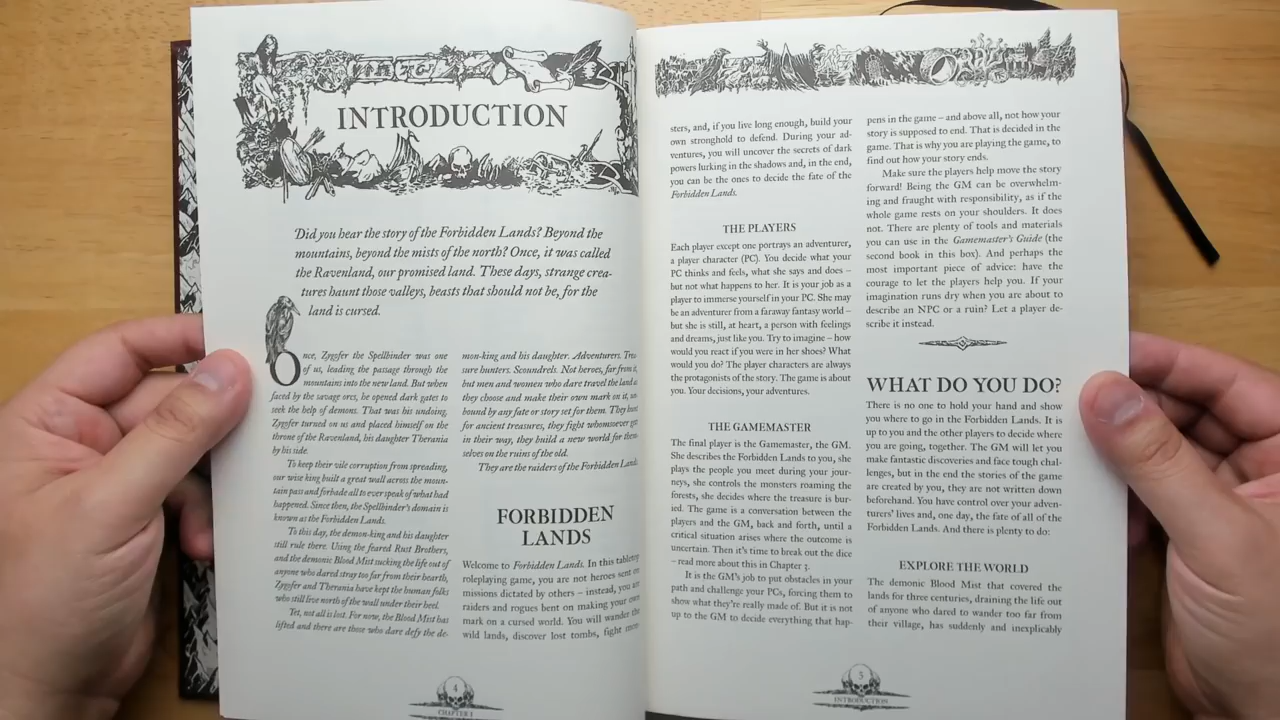 INTRODUCTION
Did you hear the story of the Forbidden Lands? Beyond the
mountains, beyond the mists of the north? Once, it was called
the Ravenland, our promised land. These days, strange crea-
tures haunt those valleys, beasts that should not be, for the
land is cursed.
Once, Zygofer the Spellbinder was one
of us, leading the passage through the
mountains into the new land. But when
faced by the savage orcs, he opened dark gates to
seek the help of demons. That was his undoing.
Zygofer turned on us and placed himself on the
throne of the Ravenland, his daughter Therania
by his side.
To keep their vile corruption from spreading,
our wise king built a great wall across the moun-
tain pass and forbade all to ever speak of what had
happened. Since then, the Spellbinder's domain is
known as the Forbidden Lands.
To this day, the demon-king and his daughter
still rule there. Using the feared Rust Brothers,
and the demonic Blood Mist sucking the life out of
anyone who dared stray too far from their hearth,
Zygofer and Therania have kept the human folks
who still live north of the wall under their heel.
Yet, not all is lost. For now, the Blood Mist has
lifted and there are those who dare defy the de-
mon-king and his daughter. Adventurers. Trea-
sure hunters. Scoundrels. Not heroes, far from it,
but men and women who dare travel the land as
they choose and make their own mark on it, un-
bound by any fate or story set for them. They hunt
for ancient treasures, they fight whomsoever go
in their way, they build a new world for them-
selves on the ruins of the old.
They are the raiders of the Forbidden Lands.
FORBIDDEN
LANDS
Welcome to Forbidden Lands. In this tabletop
roleplaying game, you are not heroes sent on
missions dictated by others – instead, you are
raiders and rogues bent on making your own
mark on a cursed world. You will wander the
wild lands, discover lost tombs, fight mon-
4
CHAPTER 1
sters, and, if you live long enough, build your
own stronghold to defend. During your ad-
ventures, you will uncover the secrets of dark
powers lurking in the shadows and, in the end,
you can be the ones to decide the fate of the
Forbidden Lands.
THE PLAYERS
Each player except one portrays an adventurer,
a player character (PC). You decide what your
PC thinks and feels, what she says and does –
but not what happens to her. It is your job as a
player to immerse yourself in your PC. She may
be an adventurer from a faraway fantasy world –
but she is still, at heart, a person with feelings
and dreams, just like you. Try to imagine – how
would you react if you were in her shoes? What
would you do? The player characters are always
the protagonists of the story. The game is about
you. Your decisions, your adventures.
THE GAMEMASTER
The final player is the Gamemaster, the GM.
She describes the Forbidden Lands to you, she
plays the people you meet during your jour-
neys, she controls the monsters roaming the
forests, she decides where the treasure is bur-
ied. The game is a conversation between the
players and the GM, back and forth, until a
critical situation arises where the outcome is
uncertain. Then it's time to break out the dice
– read more about this in Chapter 3.
It is the GM's job to put obstacles in your
path and challenge your PCs, forcing them to
show what they're really made of. But it is not
up to the GM to decide everything that hap-
pens in the game – and above all, not how your
story is supposed to end. That is decided in the
game. That is why you are playing the game, to
find out how your story ends.
Make sure the players help move the story
forward! Being the GM can be overwhelm-
ing and fraught with responsibility, as if the
whole game rests on your shoulders. It does
not. There are plenty of tools and materials
you can use in the Gamemaster's Guide (the
second book in this box). And perhaps the
most important piece of advice: have the
courage to let the players help you. If your
imagination runs dry when you are about to
describe an NPC or a ruin? Let a player de-
scribe it instead.
WHAT DO YOU DO?
There is no one to hold your hand and show
you where to go in the Forbidden Lands. It is
up to you and the other players to decide where
you are going, together. The GM will let you
make fantastic discoveries and face tough chal-
lenges, but in the end the stories of the game
are created by you, they are not written down
beforehand. You have control over your adven-
turers' lives and, one day, the fate of all of the
Forbidden Lands. And there is plenty to do:
EXPLORE THE WORLD
The demonic Blood Mist that covered the
lands for three centuries, draining the life out
of anyone who dared to wander too far from
their village, has suddenly and inexplicably
5
INTRODUCTION